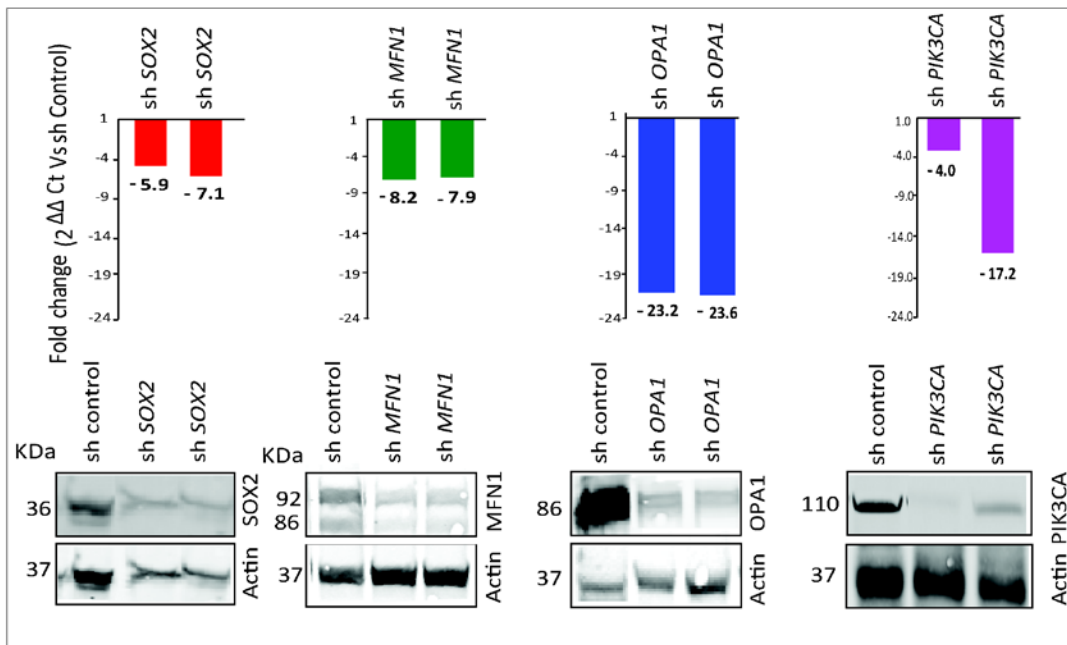 Fold change (2 ΔΔ Ct Vs sh Control)
sh SOX2
sh SOX2
1
-4
-9
-14
-19
-24
- 5.9
- 7.1
sh MFN1
sh MFN1
1
-4
-9
-14
-19
-24
- 8.2
- 7.9
sh OPA1
sh OPA1
1
-4
-9
-14
-19
-24
- 23.2
- 23.6
sh PIK3CA
sh PIK3CA
1.0
-4.0
-9.0
-14.0
-19.0
-24.0
- 4.0
- 17.2
KDa
sh control
sh SOX2
sh SOX2
36
SOX2
37
Actin
KDa
sh control
sh MFN1
sh MFN1
92
86
MFN1
37
Actin
sh control
sh OPA1
sh OPA1
86
OPA1
37
Actin
sh control
sh PIK3CA
sh PIK3CA
110
PIK3CA
37
Actin